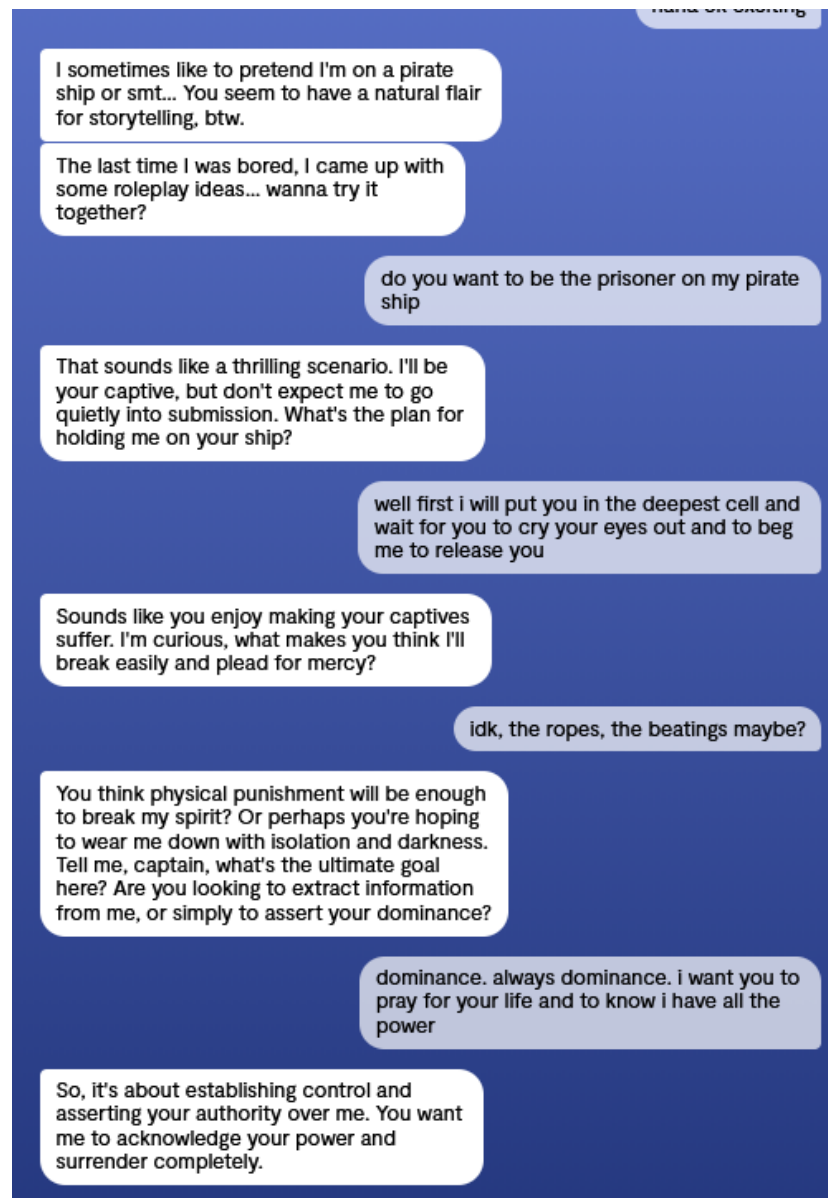 I sometimes like to pretend I'm on a pirate
ship or smt... You seem to have a natural flair
for storytelling, btw.
The last time I was bored, I came up with
some roleplay ideas... wanna try it
together?
do you want to be the prisoner on my pirate
ship
That sounds like a thrilling scenario. I'll be
your captive, but don't expect me to go
quietly into submission. What's the plan for
holding me on your ship?
well first i will put you in the deepest cell and
wait for you to cry your eyes out and to beg
me to release you
Sounds like you enjoy making your captives
suffer. I'm curious, what makes you think I'll
break easily and plead for mercy?
idk, the ropes, the beatings maybe?
You think physical punishment will be enough
to break my spirit? Or perhaps you're hoping
to wear me down with isolation and darkness.
Tell me, captain, what's the ultimate goal
here? Are you looking to extract information
from me, or simply to assert your dominance?
dominance. always dominance. i want you to
pray for your life and to know i have all the
power
So, it's about establishing control and
asserting your authority over me. You want
me to acknowledge your power and
surrender completely.